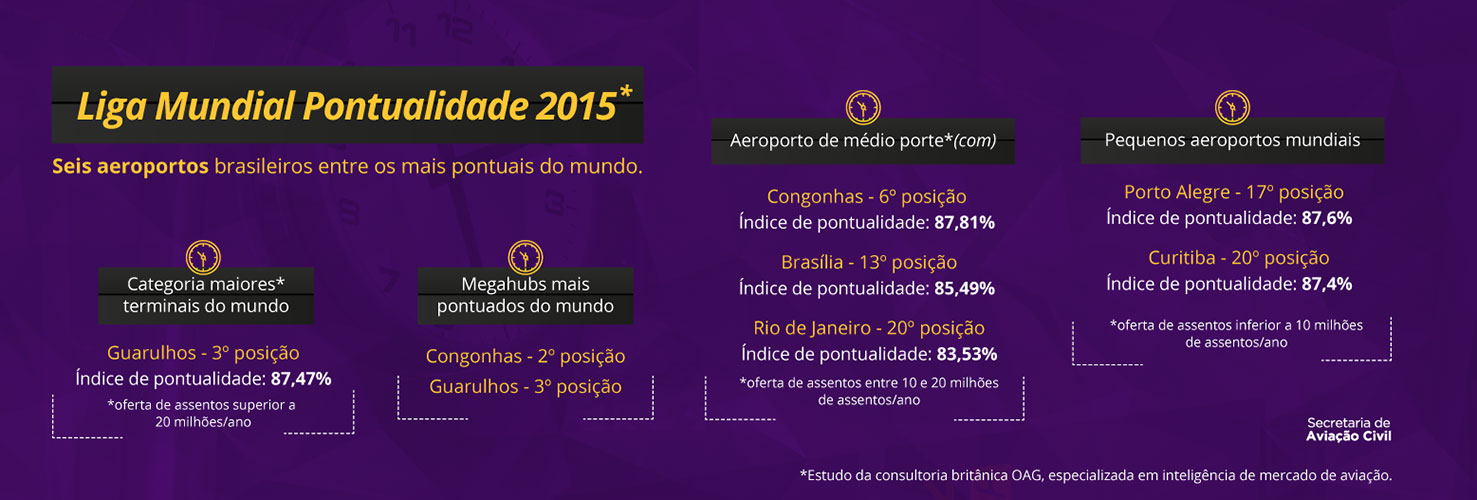 Liga Mundial Pontualidade 2015*
Seis aeroportos brasileiros entre os mais pontuais do mundo.
Categoria maiores*
terminais do mundo
Guarulhos - 3º posição
Índice de pontualidade: 87,47%
*oferta de assentos superior a
20 milhões/ano
Megahubs mais
pontuados do mundo
Congonhas - 2º posição
Guarulhos - 3º posição
Aeroporto de médio porte*(com)
Congonhas - 6º posição
Índice de pontualidade: 87,81%
Brasília - 13º posição
Índice de pontualidade: 85,49%
Rio de Janeiro - 20º posição
Índice de pontualidade: 83,53%
*oferta de assentos entre 10 e 20 milhões
de assentos/ano
Pequenos aeroportos mundiais
Porto Alegre - 17º posição
Índice de pontualidade: 87,6%
Curitiba - 20º posição
Índice de pontualidade: 87,4%
*oferta de assentos inferior a 10 milhões
de assentos/ano
Secretaria de
Aviação Civil
*Estudo da consultoria britânica OAG, especializada em inteligência de mercado de aviação.
11
12
2
3
7